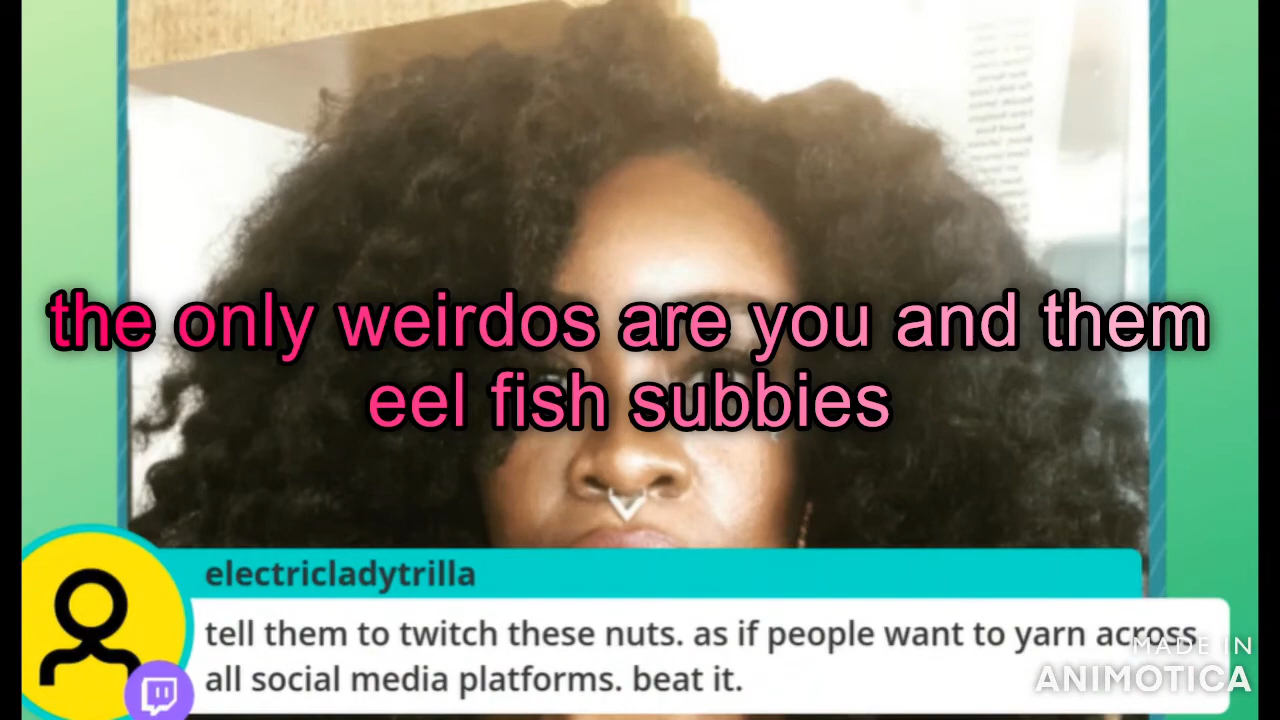 the only weirdos are you and them
eel fish subbies
electricladytrilla
tell them to twitch these nuts. as if people want to yarn across
all social media platforms. beat it.
MADE IN
ANIMOTICA